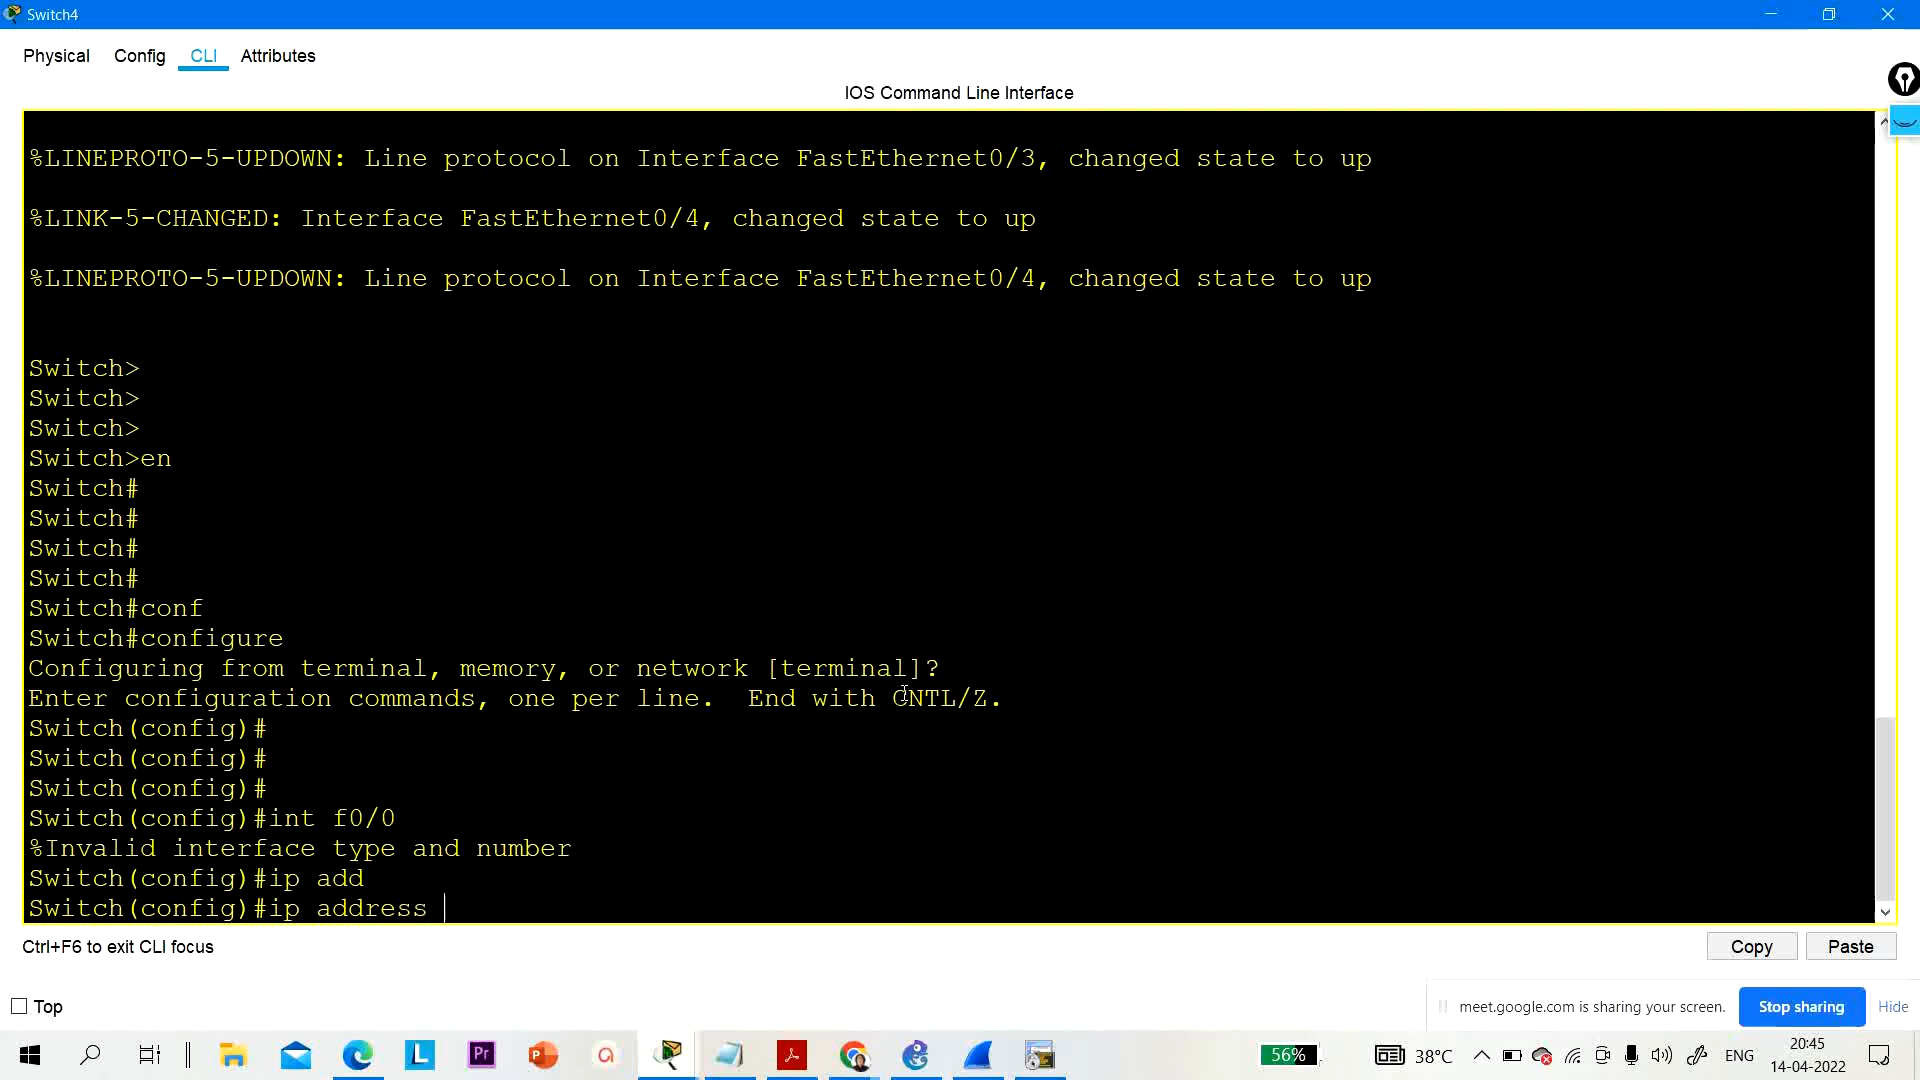 Switch4
Physical Config CLI Attributes
IOS Command Line Interface
%LINEPROTO-5-UPDOWN: Line protocol on Interface FastEthernet0/3, changed state to up
%LINK-5-CHANGED: Interface FastEthernet0/4, changed state to up
%LINEPROTO-5-UPDOWN: Line protocol on Interface FastEthernet0/4, changed state to up
Switch>
Switch>
Switch>
Switch>en
Switch#
Switch#
Switch#
Switch#
Switch#conf
Switch#configure
Configuring from terminal, memory, or network [terminal]?
Enter configuration commands, one per line.  End with CNTL/Z.
Switch(config)#
Switch(config)#
Switch(config)#
Switch(config)#int f0/0
%Invalid interface type and number
Switch(config)#ip add
Switch(config)#ip address
Ctrl+F6 to exit CLI focus
Copy Paste
Top
meet.google.com is sharing your screen. Stop sharing Hide
L Pr P a 56% 38°C ENG 20:45
14-04-2022